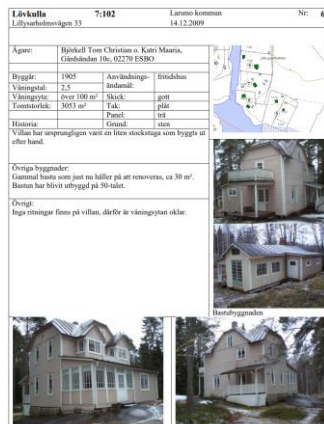 Lövkulla 7:102 Larsmo kommun Nr: 6
Lillysarholmsvägen 33 14.12.2009
Ägare: Björkell Tom Christian o. Katri Maaria,
Gårdsändan 10c, 02770 ESBO
Byggår: 1905 Användnings- fritidshus
Våningstal: 2,5 ändamål:
Våningsyta: över 100 m² Skick: gott
Tomtstorlek: 3053 m² Tak: plåt
Panel: trä
Historia: Grund: sten
Villan har ursprungligen varit en liten stockstuga som byggts ut
efter hand.
Övriga byggnader:
Gammal bastu som just nu håller på att renoveras, ca 30 m².
Bastun har blivit utbyggd på 50-talet.
Övrigt:
Inga ritningar finns på villan, därför är våningsytan oklar.
Bastubyggnaden